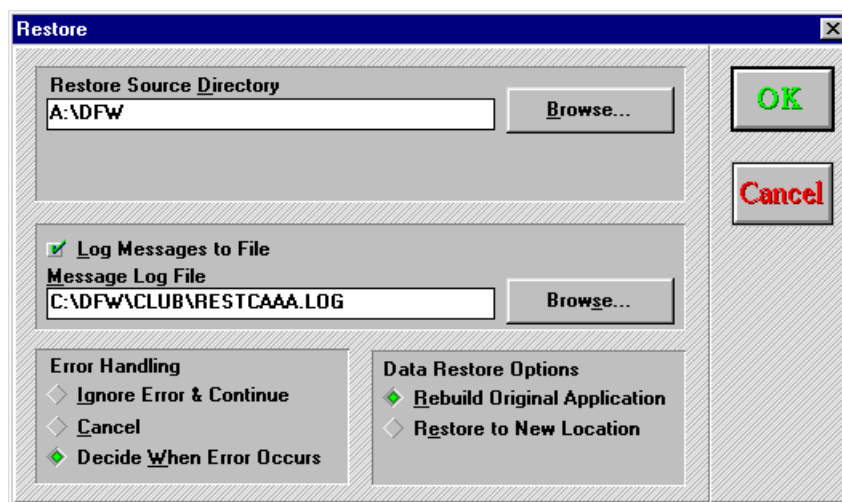 Restore
Restore Source Directory
A:\DFW
Browse...
OK
Cancel
Log Messages to File
Message Log File
C:\DFW\CLUB\RESTCAAA.LOG
Browse...
Error Handling
Ignore Error & Continue
Cancel
Decide When Error Occurs
Data Restore Options
Rebuild Original Application
Restore to New Location